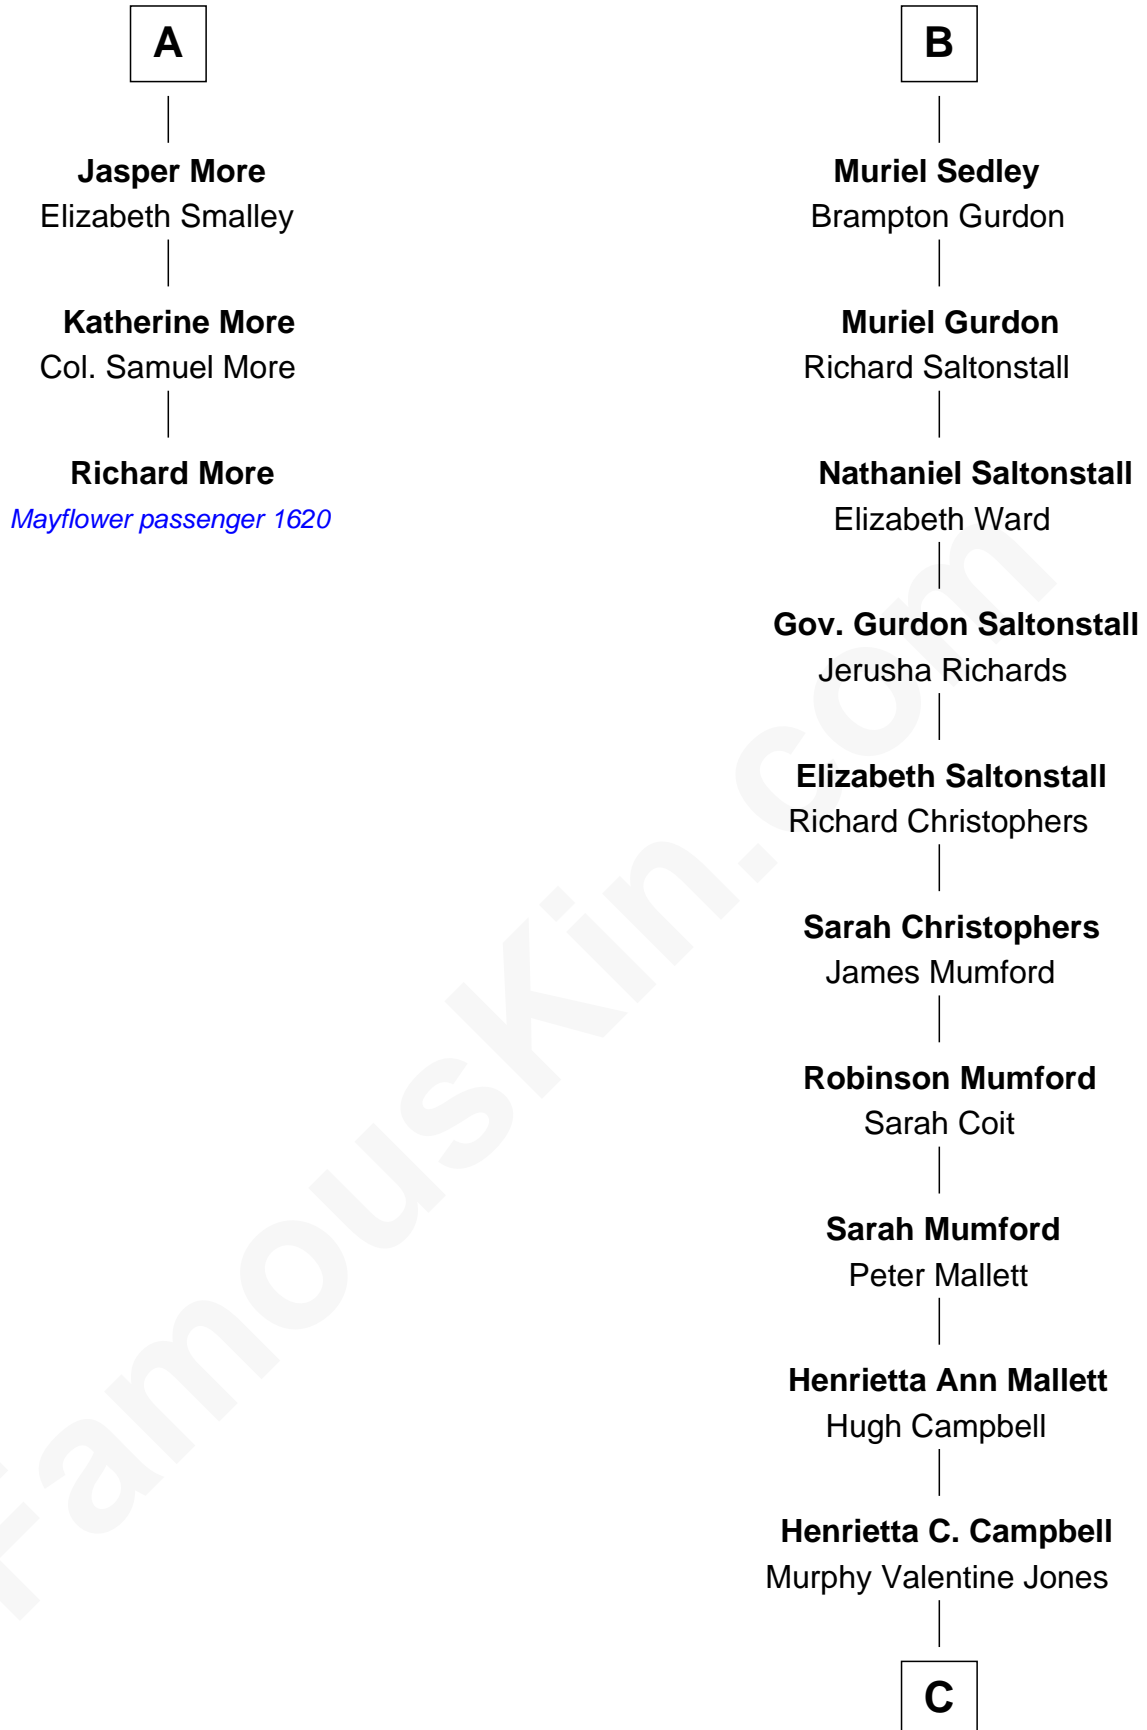 A
Jasper More
Elizabeth Smalley
Katherine More
Col. Samuel More
Richard More
Mayflower passenger 1620
B
Muriel Sedley
Brampton Gurdon
Muriel Gurdon
Richard Saltonstall
Nathaniel Saltonstall
Elizabeth Ward
Gov. Gurdon Saltonstall
Jerusha Richards
Elizabeth Saltonstall
Richard Christophers
Sarah Christophers
James Mumford
Robinson Mumford
Sarah Coit
Sarah Mumford
Peter Mallett
Henrietta Ann Mallett
Hugh Campbell
Henrietta C. Campbell
Murphy Valentine Jones
C
FamousKin.com